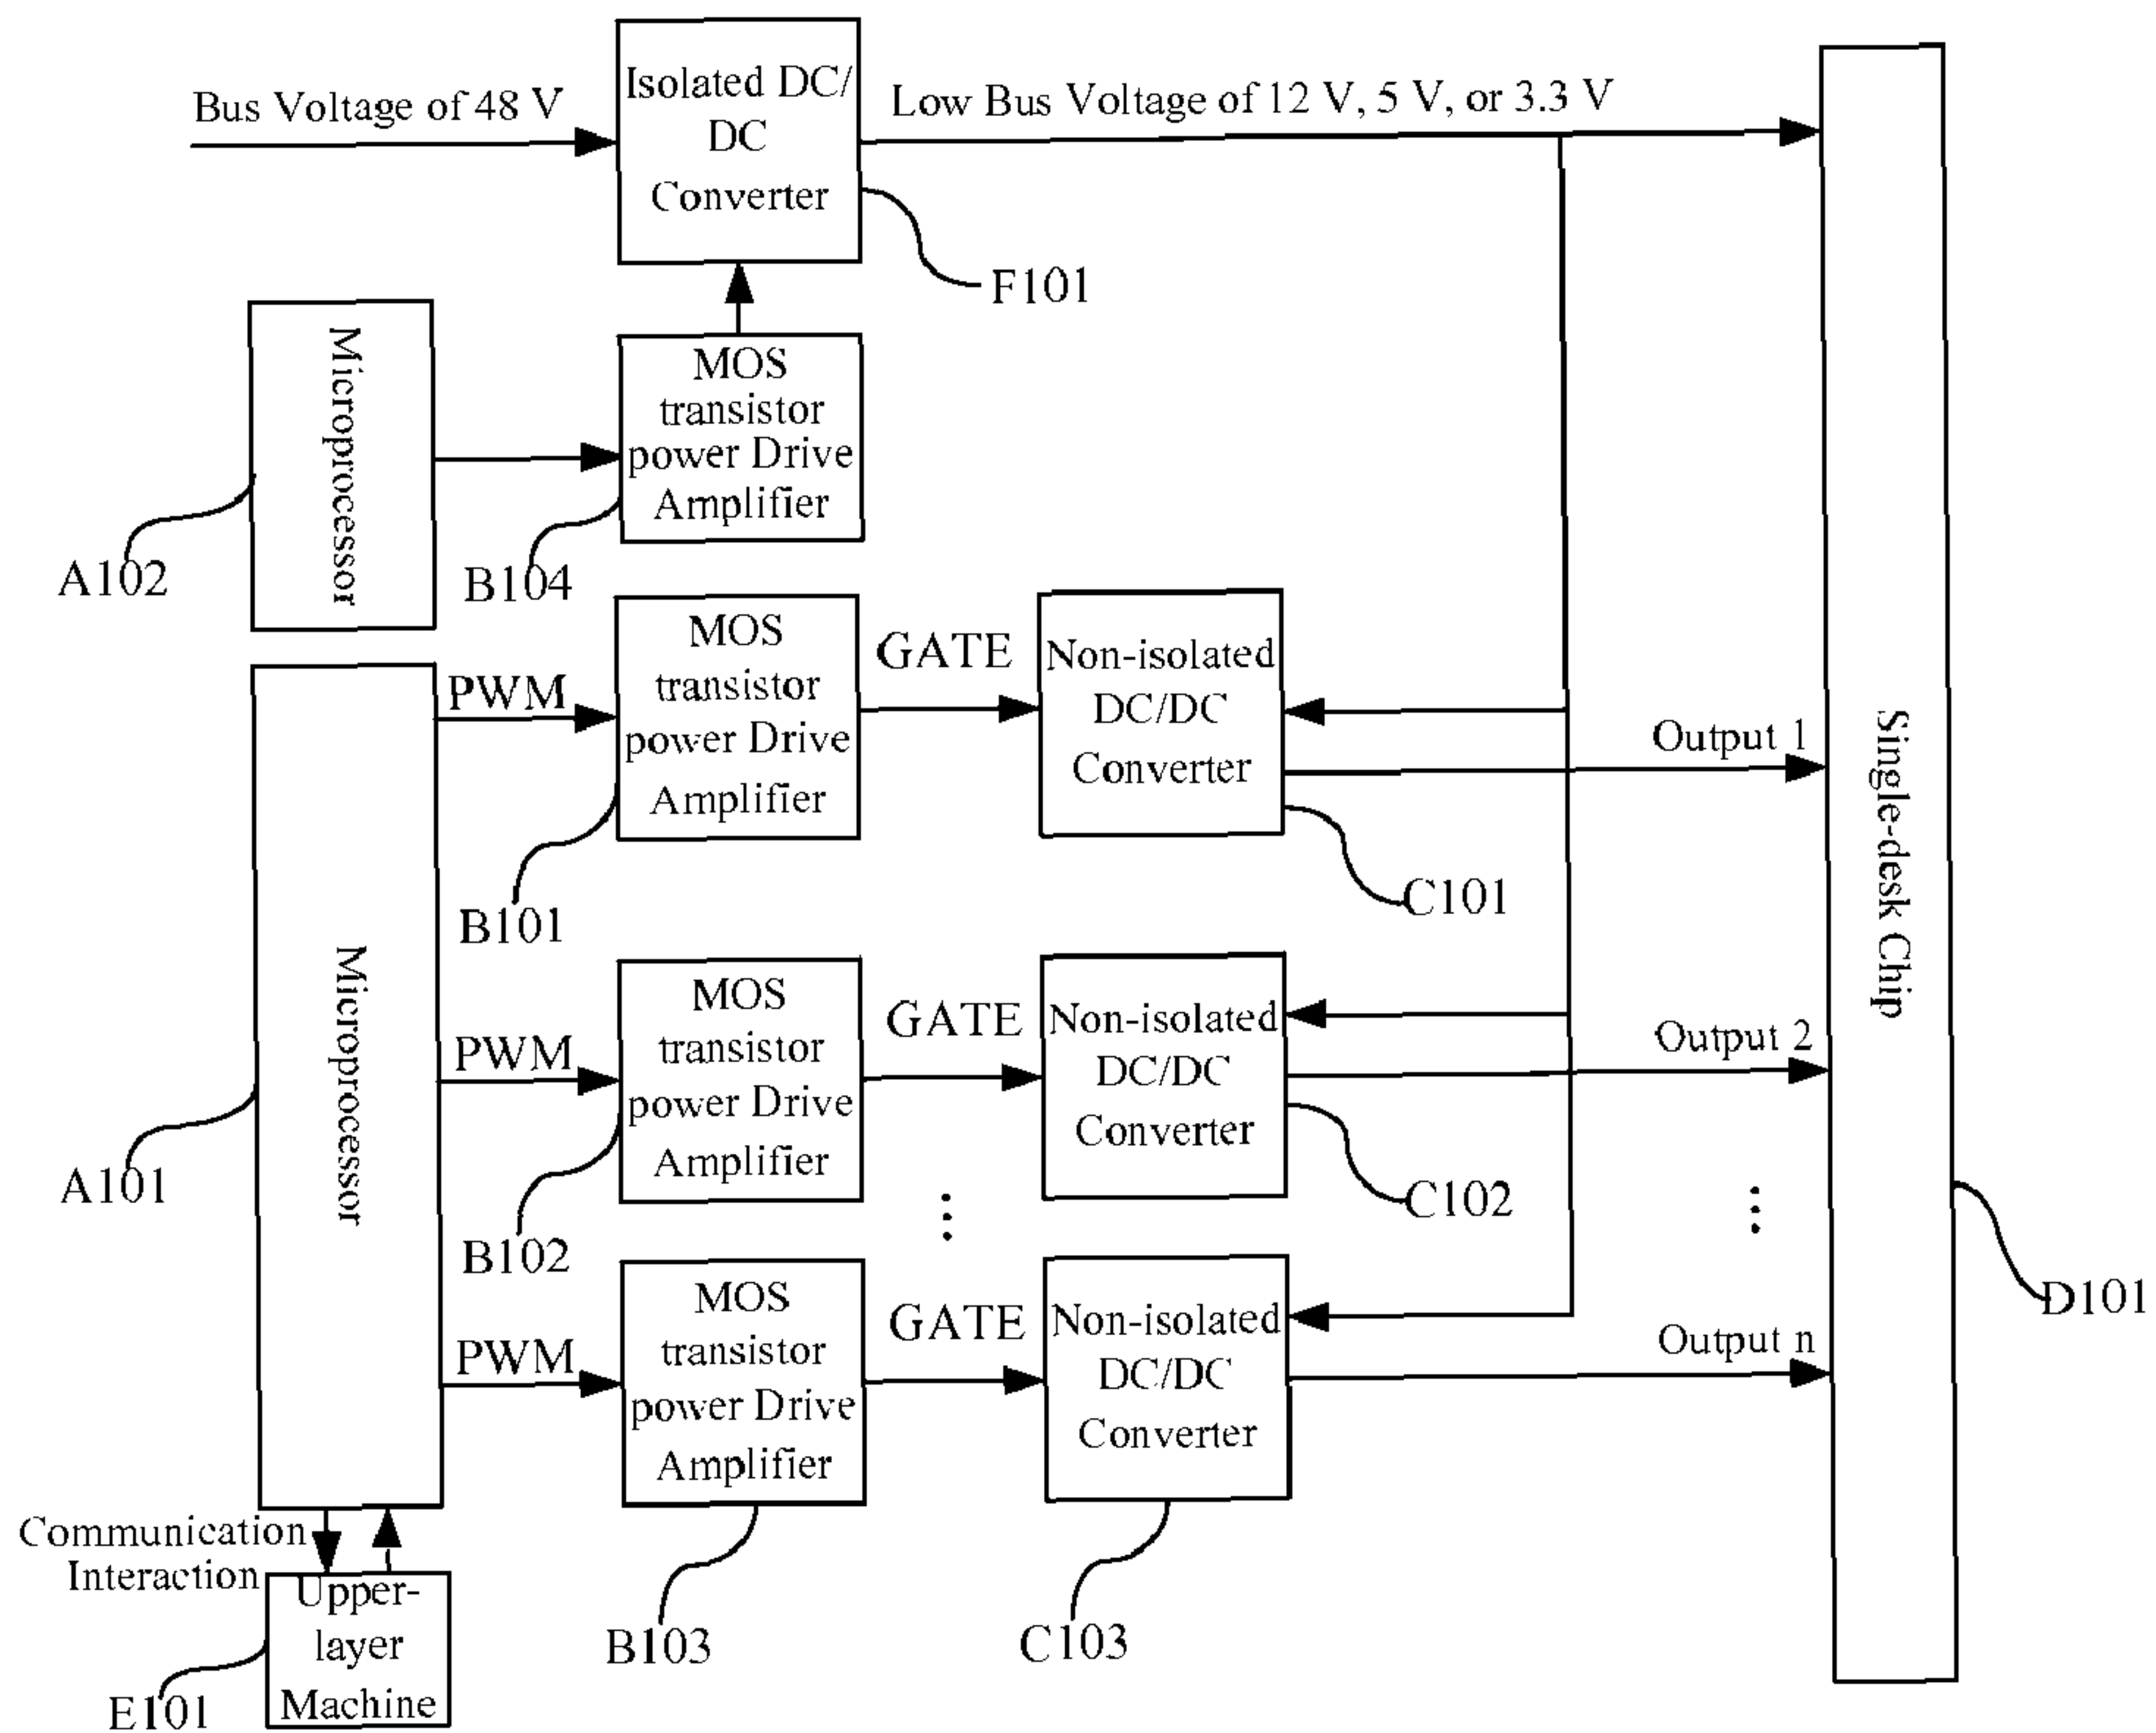 Bus Voltage of 48 V
Isolated DC/
DC
Converter
Low Bus Voltage of 12 V, 5 V, or 3.3 V
F101
Microprocessor
A102
MOS
transistor
power Drive
Amplifier
B104
Microprocessor
A101
PWM
MOS
transistor
power Drive
Amplifier
B101
GATE
Non-isolated
DC/DC
Converter
C101
Output 1
Single-desk Chip
D101
PWM
MOS
transistor
power Drive
Amplifier
B102
GATE
Non-isolated
DC/DC
Converter
C102
Output 2
PWM
MOS
transistor
power Drive
Amplifier
B103
GATE
Non-isolated
DC/DC
Converter
C103
Output n
Communication
Interaction
Upper-
layer
Machine
E101